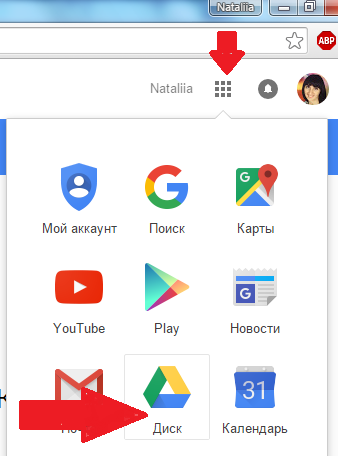 Nataliia
ABP
Nataliia
Мой аккаунт
Поиск
Карты
YouTube
Play
Новости
G
31
Диск
Календарь